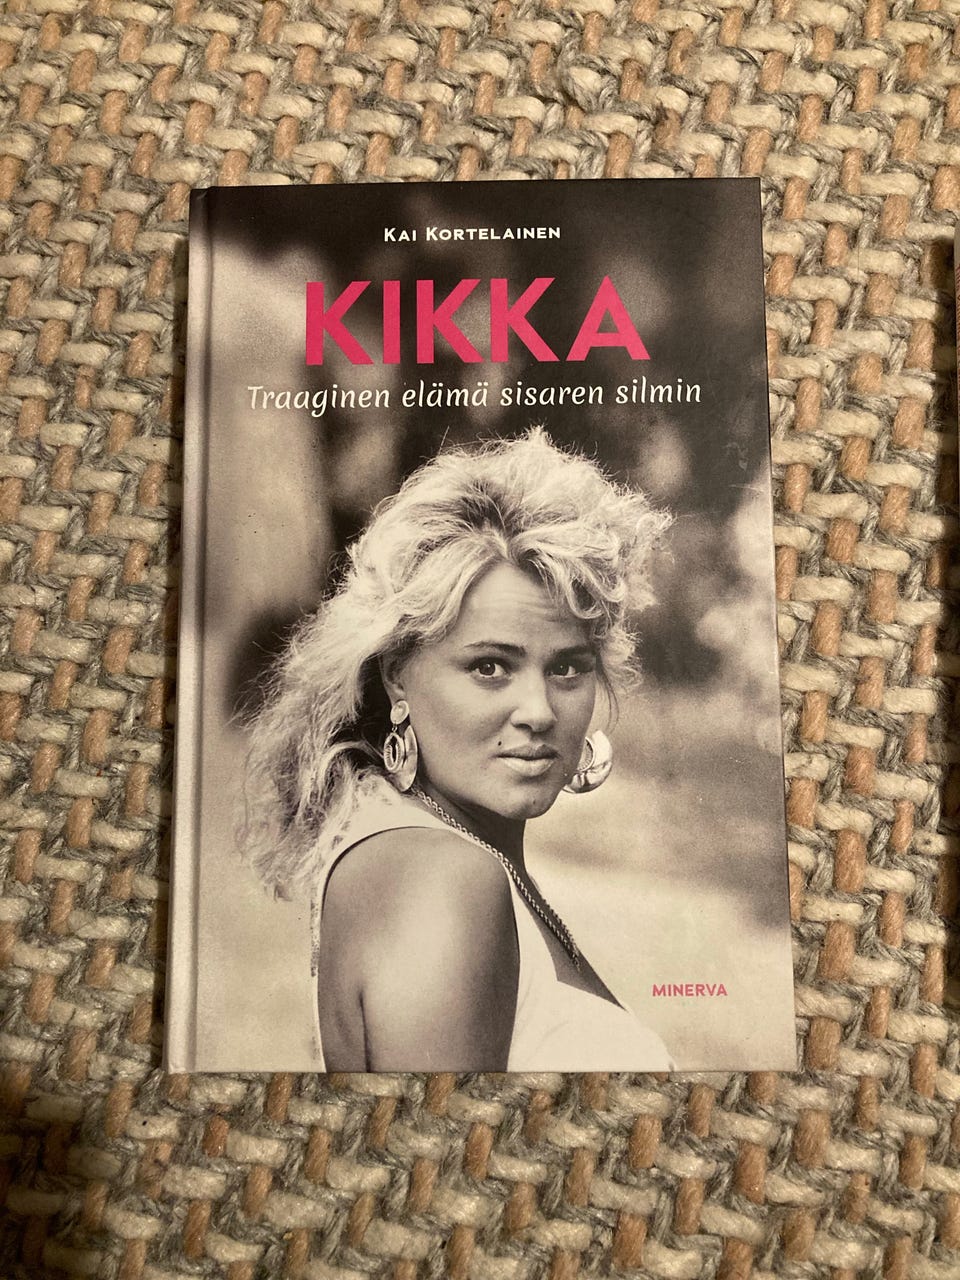 KAI KORTELAINEN
KIKKA
Traaginen elämä sisaren silmin
MINERVA